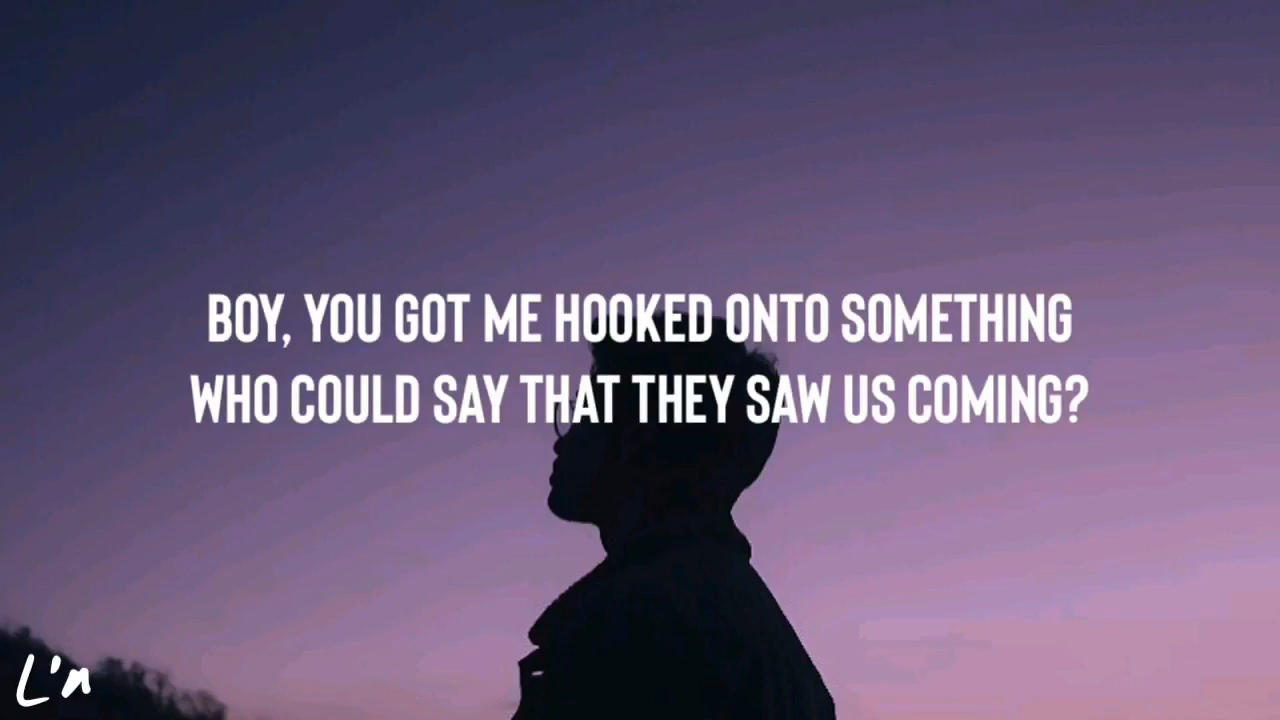 BOY, YOU GOT ME HOOKED ONTO SOMETHING
WHO COULD SAY THAT THEY SAW US COMING?
L'n